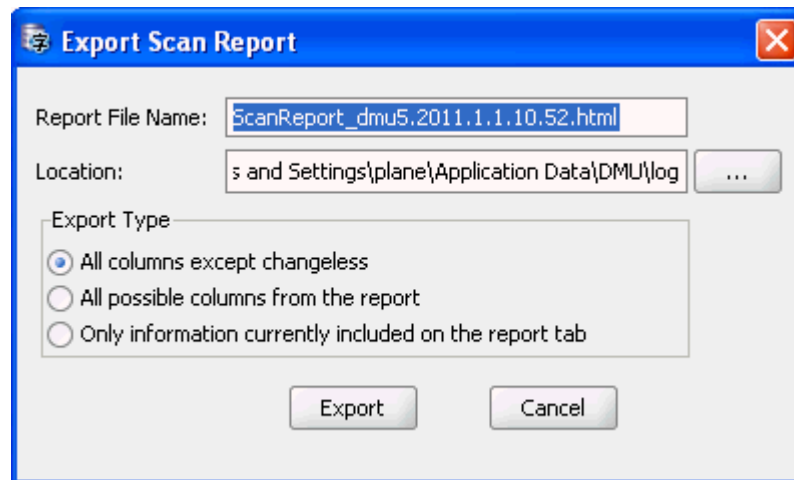 Export Scan Report
Report File Name: ScanReport_dmu5.2011.1.1.10.52.html
Location: s and Settings\plane\Application Data\DMU\log ...
Export Type
All columns except changeless
All possible columns from the report
Only information currently included on the report tab
Export Cancel